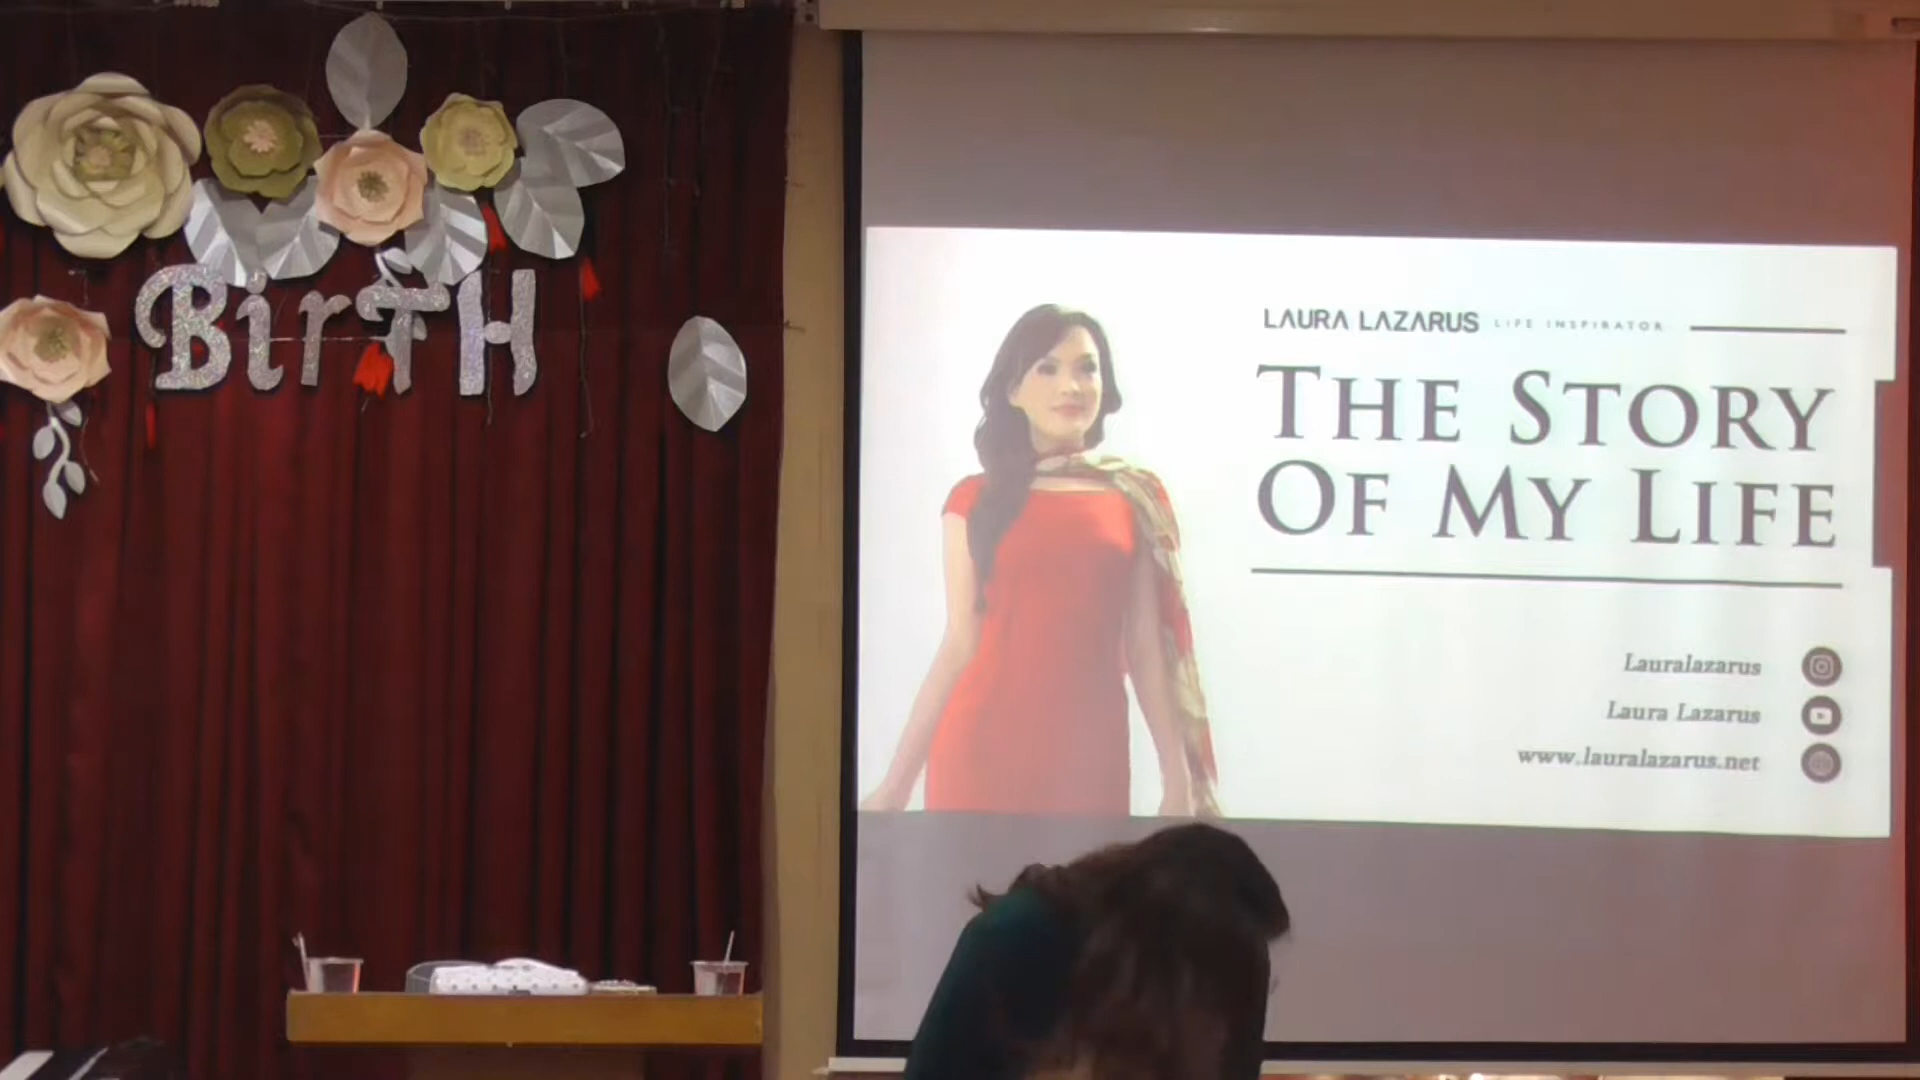 BirTH
LAURA LAZARUS LIFE INSPIRATOR
THE STORY
OF MY LIFE
Lauralazarus
Laura Lazarus
www.lauralazarus.net